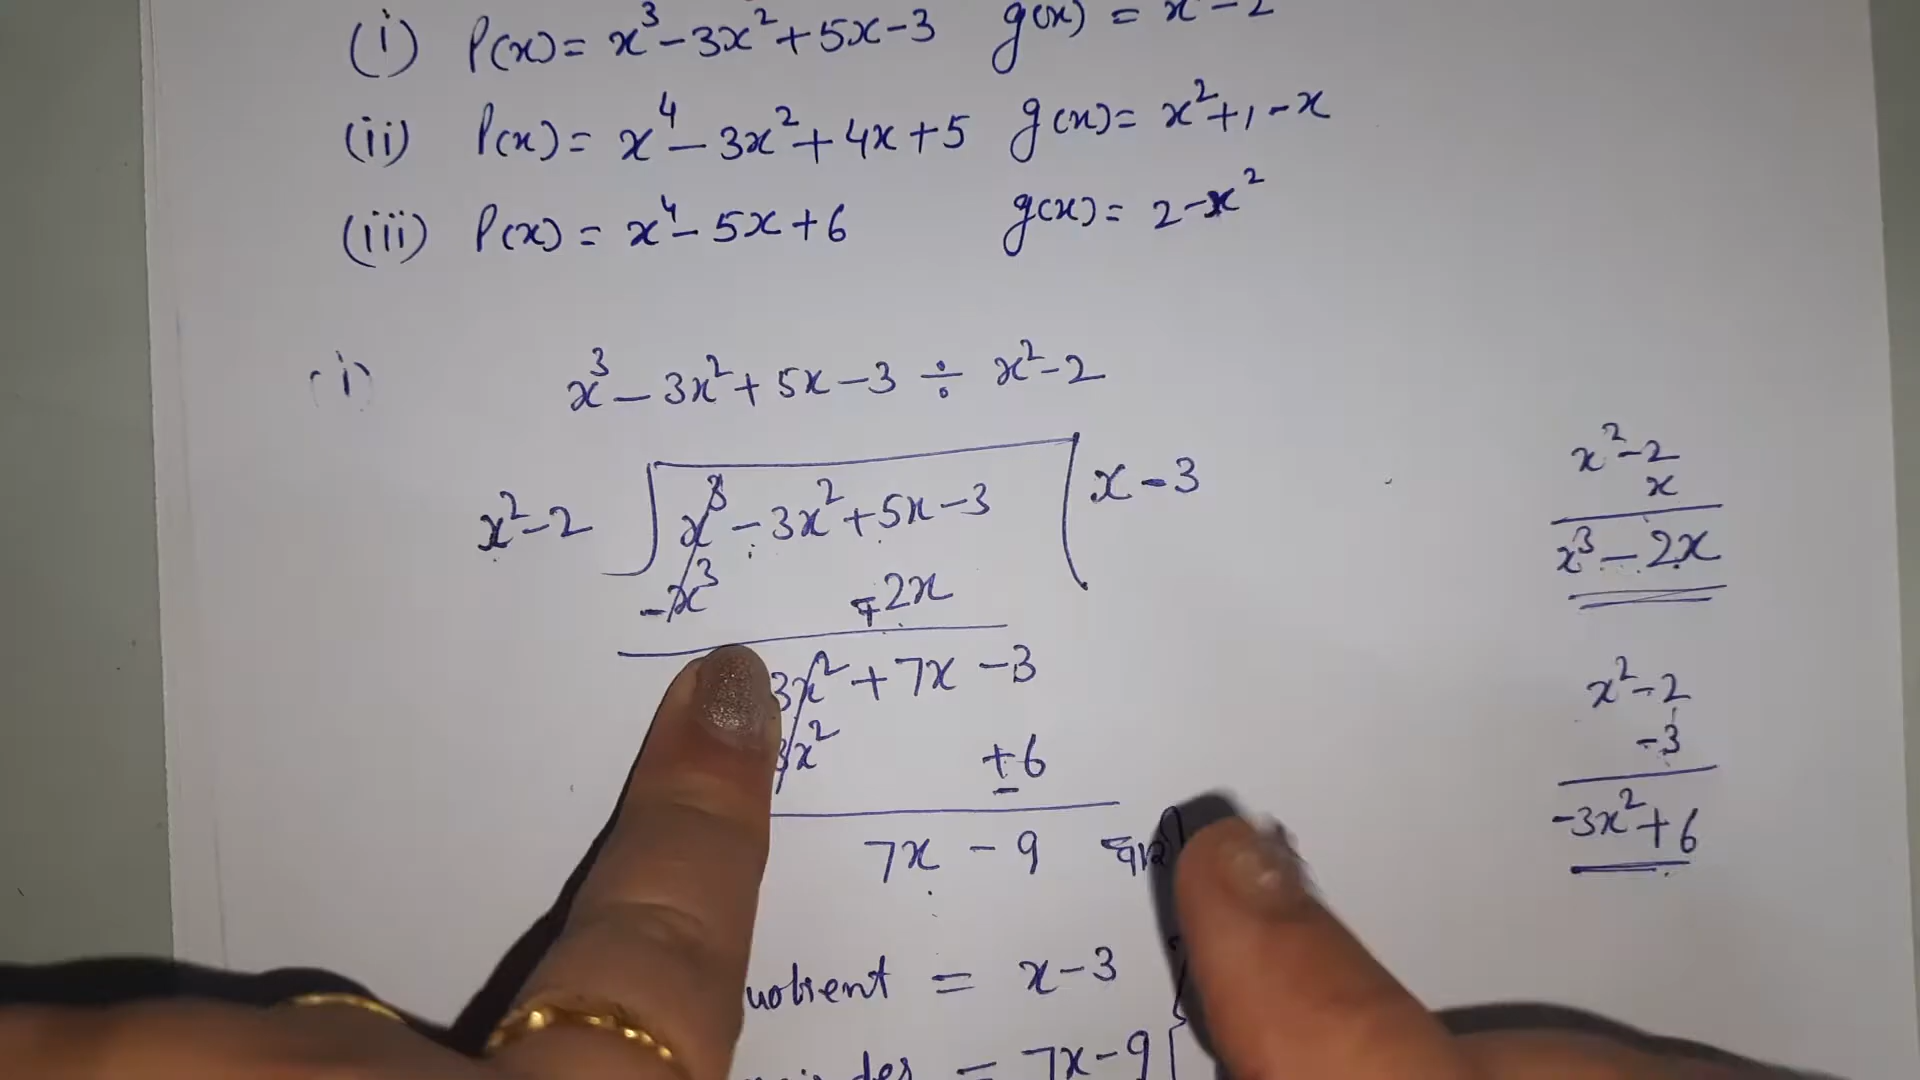 (i) P(x) = x³ - 3x² + 5x - 3 g(x) = x² - 2
(ii) P(x) = x⁴ - 3x² + 4x + 5 g(x) = x² + 1 - x
(iii) P(x) = x⁴ - 5x + 6 g(x) = 2 - x²
(i) x³ - 3x² + 5x - 3 ÷ x² - 2
x² - 2 x³ - 3x² + 5x - 3 x - 3
-x³ + 2x
3x² + 7x - 3
3x² + 6
7x - 9
uotient = x - 3
= 7x - 9
x² - 2
x
x³ - 2x
x² - 2
-3
-3x² + 6